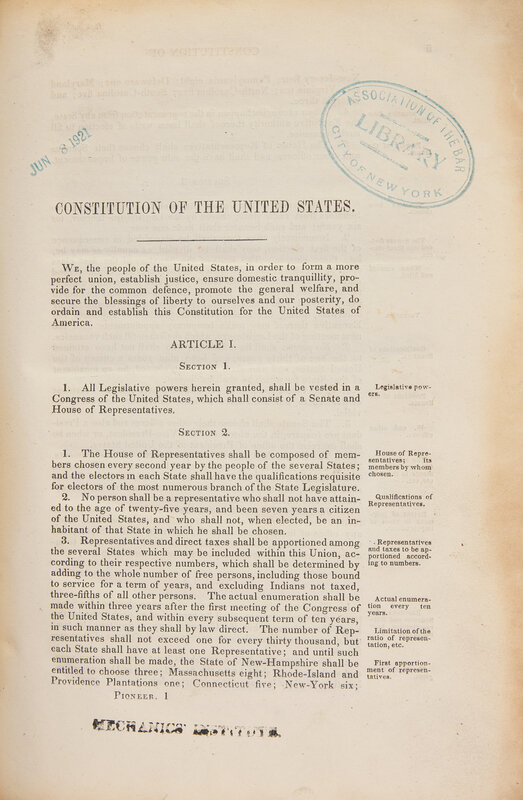 JUN 8 1921
ASSOCIATION OF THE BAR
LIBRARY
CITY OF NEW YORK
CONSTITUTION OF THE UNITED STATES.
We, the people of the United States, in order to form a more
perfect union, establish justice, ensure domestic tranquillity, pro-
vide for the common defence, promote the general welfare, and
secure the blessings of liberty to ourselves and our posterity, do
ordain and establish this Constitution for the United States of
America.
ARTICLE I.
Section 1.
1. All Legislative powers herein granted, shall be vested in a
Congress of the United States, which shall consist of a Senate and
House of Representatives.
Legislative pow-
ers.
Section 2.
1. The House of Representatives shall be composed of mem-
bers chosen every second year by the people of the several States;
and the electors in each State shall have the qualifications requisite
for electors of the most numerous branch of the State Legislature.
House of Repre-
sentatives; its
members by whom
chosen.
2. No person shall be a representative who shall not have attain-
ed to the age of twenty-five years, and been seven years a citizen
of the United States, and who shall not, when elected, be an in-
habitant of that State in which he shall be chosen.
Qualifications of
Representatives.
3. Representatives and direct taxes shall be apportioned among
the several States which may be included within this Union, ac-
cording to their respective numbers, which shall be determined by
adding to the whole number of free persons, including those bound
to service for a term of years, and excluding Indians not taxed,
three-fifths of all other persons. The actual enumeration shall be
made within three years after the first meeting of the Congress of
the United States, and within every subsequent term of ten years,
in such manner as they shall by law direct. The number of Rep-
resentatives shall not exceed one for every thirty thousand, but
each State shall have at least one Representative; and until such
enumeration shall be made, the State of New-Hampshire shall be
entitled to choose three; Massachusetts eight; Rhode-Island and
Providence Plantations one; Connecticut five; New-York six;
Representatives
and taxes to be ap-
portioned accord-
ing to numbers.
Actual enumera-
tion every ten
years.
Limitation of the
ratio of represen-
tation, etc.
First apportion-
ment of represen-
tatives.
Pioneer. 1
MECHANICS' INSTITUTE.